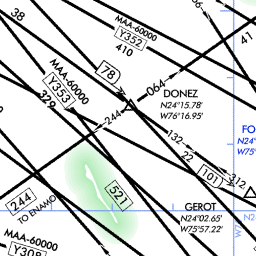 38
MAA-60000
Y352
410
41
78
064
MAA-60000
Y353
329
DONEZ
N24°15.78'
W76°16.95'
244
132
22
FO
N24°
W75°
101
312
521
244
TO ENAMO
GEROT
N24°02.65'
W75°57.22'
MAA-60000
Y308